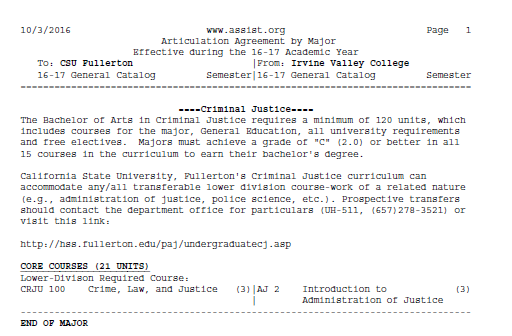 10/3/2016 www.assist.org Page 1
Articulation Agreement by Major
Effective during the 16-17 Academic Year
To: CSU Fullerton |From: Irvine Valley College
16-17 General Catalog Semester|16-17 General Catalog Semester
--------------------------------------------------------------------------------
----Criminal Justice----
The Bachelor of Arts in Criminal Justice requires a minimum of 120 units, which
includes courses for the major, General Education, all university requirements
and free electives. Majors must achieve a grade of "C" (2.0) or better in all
15 courses in the curriculum to earn their bachelor's degree.
California State University, Fullerton's Criminal Justice curriculum can
accommodate any/all transferable lower division course-work of a related nature
(e.g., administration of justice, police science, etc.). Prospective transfers
should contact the department office for particulars (UH-511, (657)278-3521) or
visit this link:
http://hss.fullerton.edu/paj/undergraduatecj.asp
CORE COURSES (21 UNITS)
Lower-Divison Required Course:
CRJU 100 Crime, Law, and Justice (3)|AJ 2 Introduction to (3)
| Administration of Justice
--------------------------------------------------------------------------------
END OF MAJOR